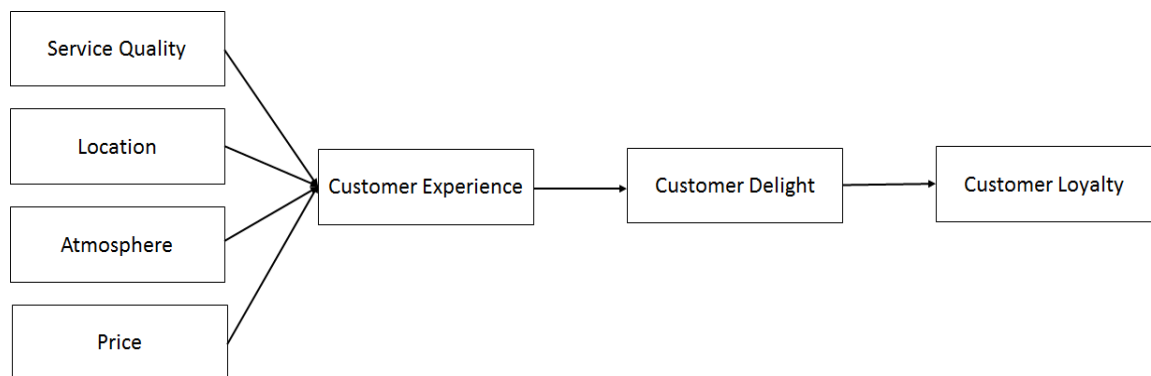 Service Quality
Location
Atmosphere
Price
Customer Experience
Customer Delight
Customer Loyalty